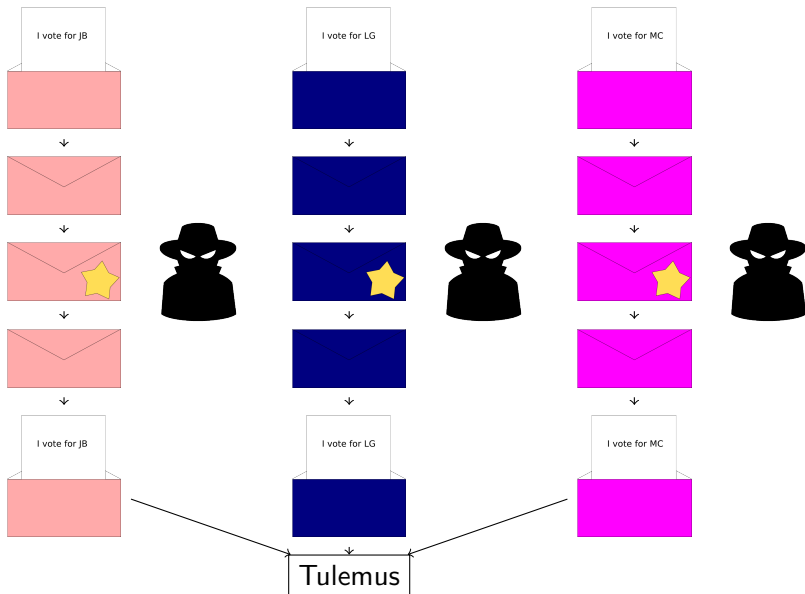 I vote for JB
I vote for LG
I vote for MC
I vote for JB
I vote for LG
I vote for MC
Tulemus